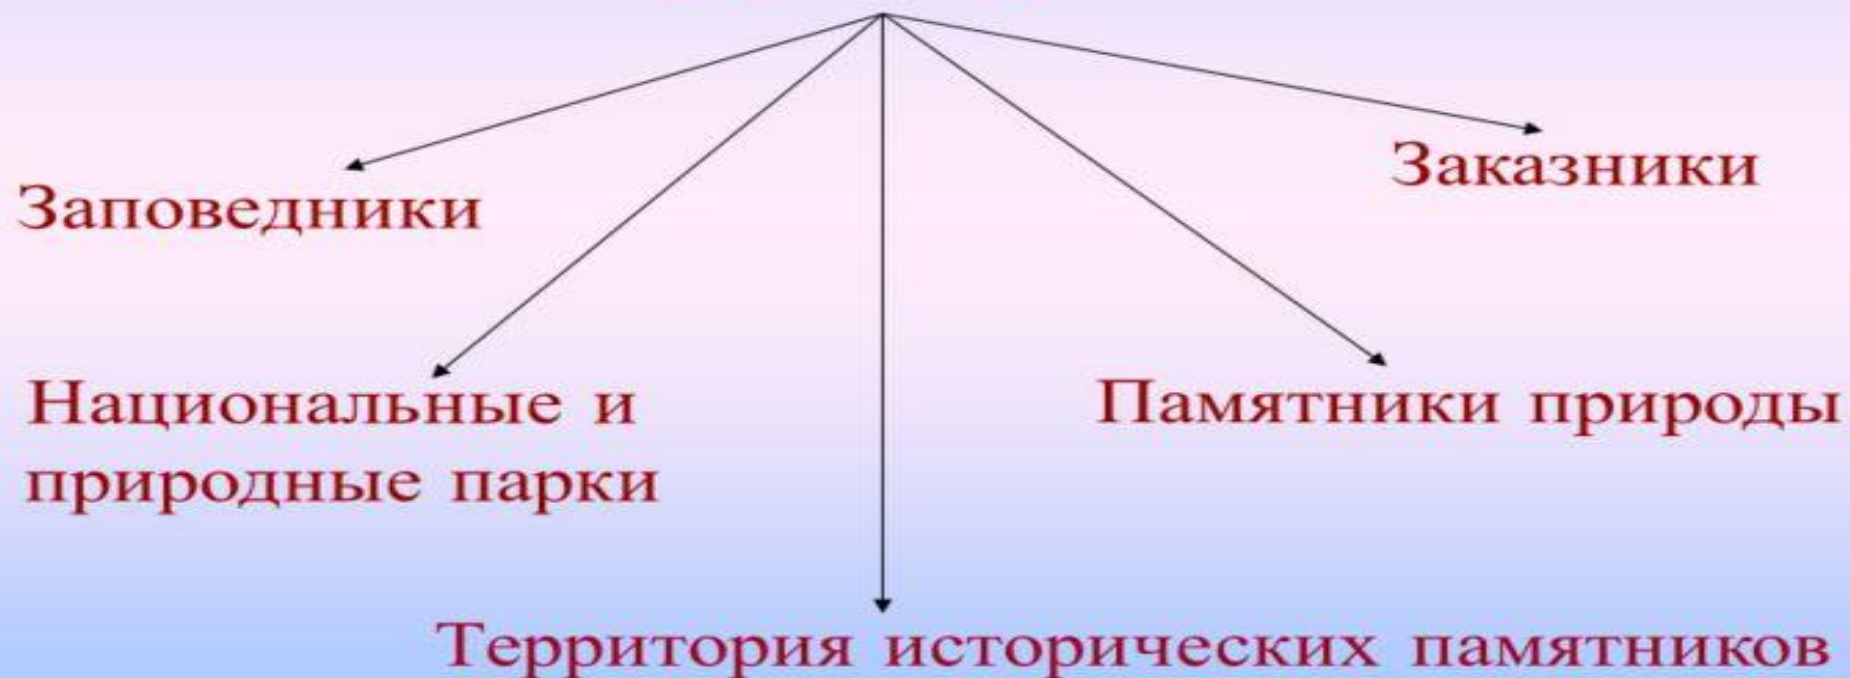 Заповедники
Заказники
Национальные и
природные парки
Памятники природы
Территория исторических памятников